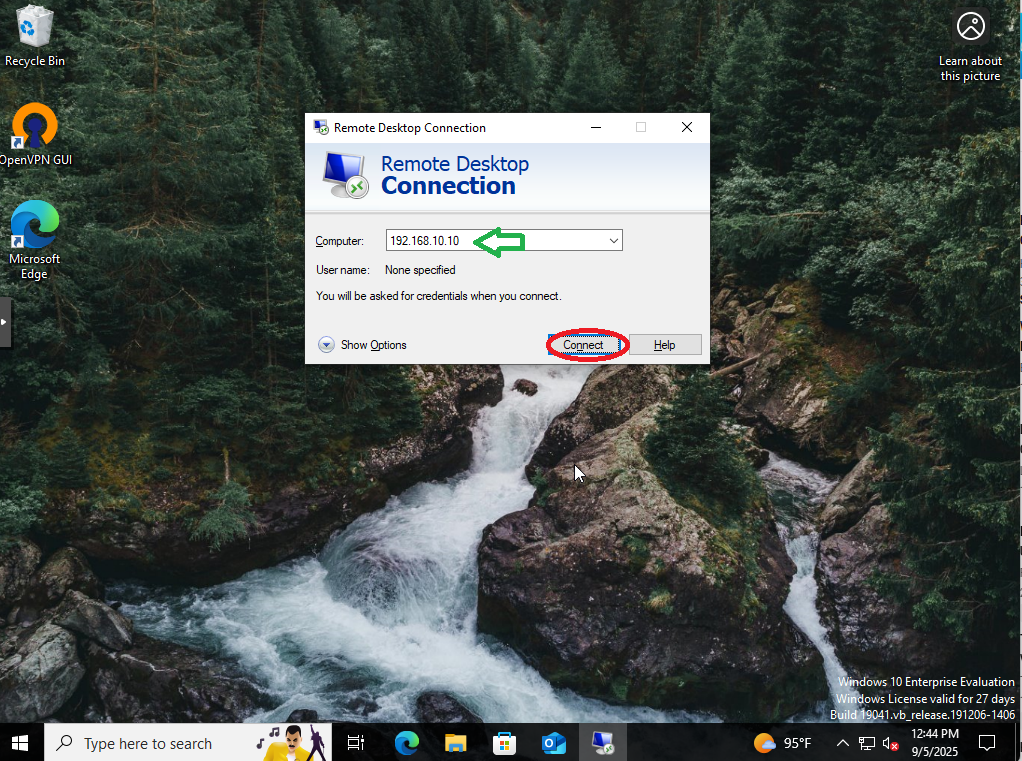 Recycle Bin
Learn about
this picture
OpenVPN GUI
Microsoft
Edge
Remote Desktop Connection
Remote Desktop
Connection
Computer:
192.168.10.10
User name:
None specified
You will be asked for credentials when you connect.
Show Options
Connect
Help
Windows 10 Enterprise Evaluation
Windows License valid for 27 days
Build 19041.vb_release.191206-1406
Type here to search
95°F
12:44 PM
9/5/2025